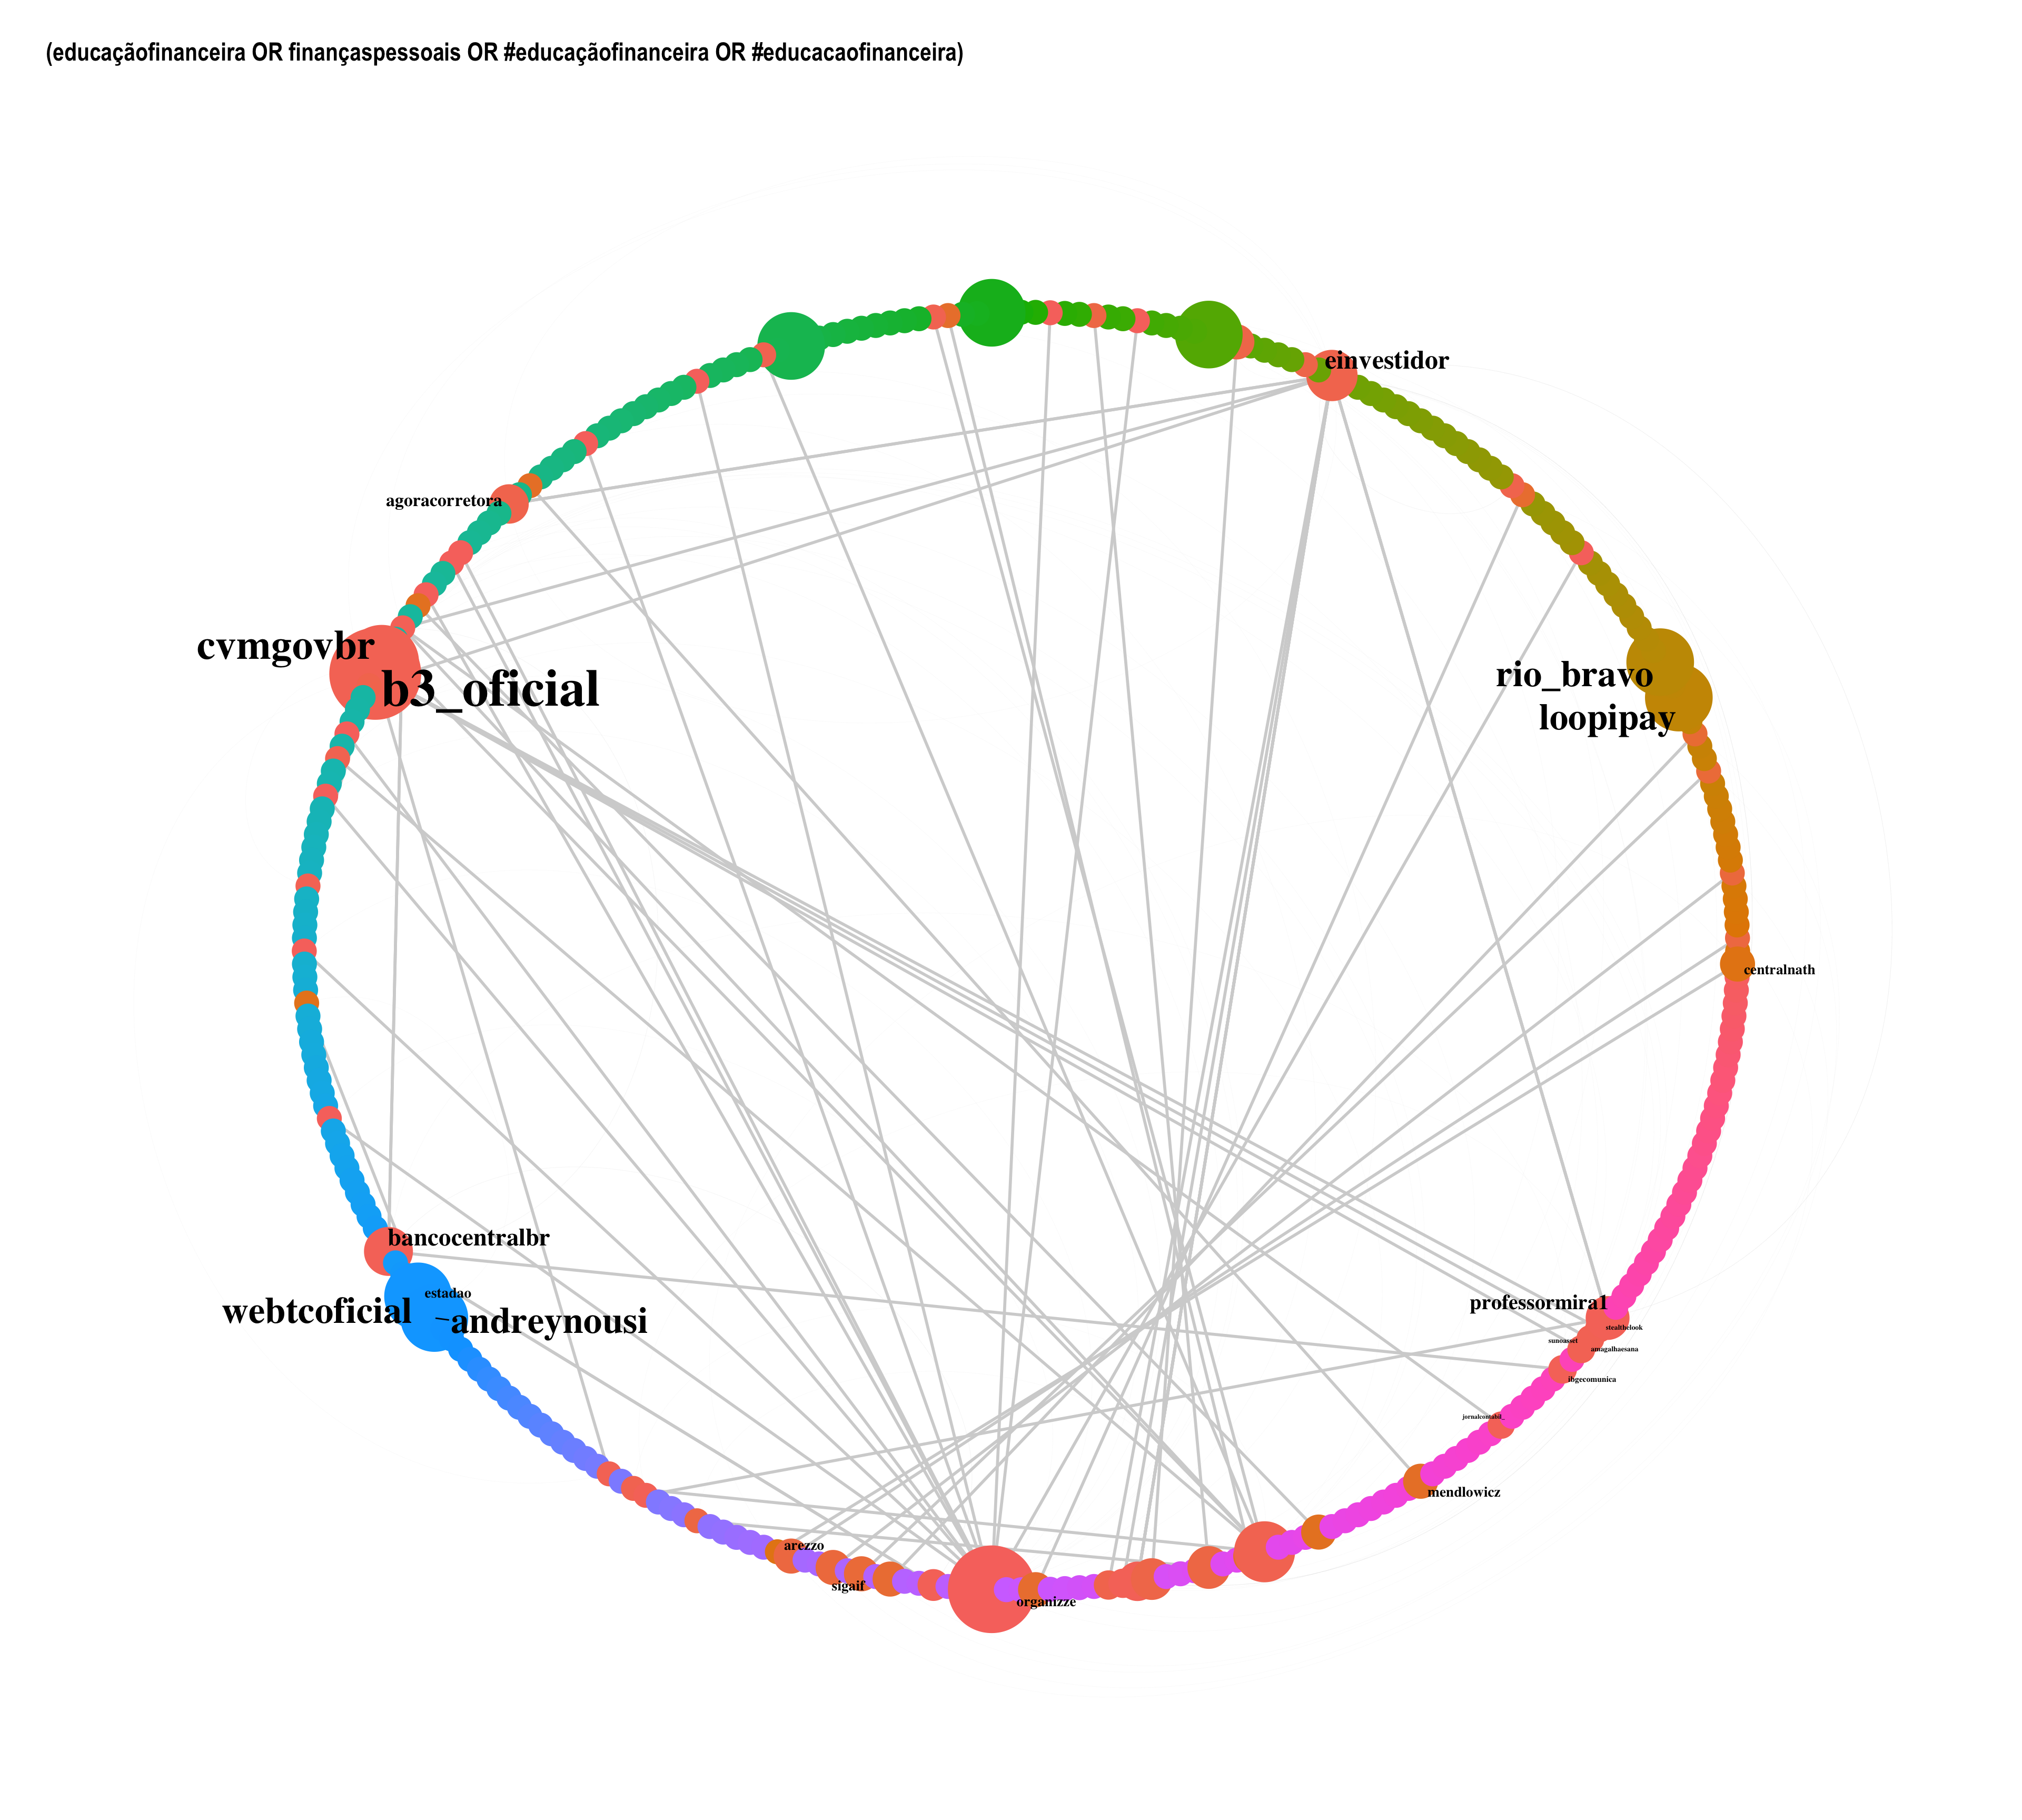 (educaçãofinanceira OR finançaspessoais OR #educaçãofinanceira OR #educacaofinanceira)
einvestidor
agoracorretora
cvmgovbr
b3_oficial
rio_bravo
loopipay
centralnath
bancocentralbr
estadao
webtcoficial
andreynousi
professormira1
stealthelook
sunoasset
amagalhaesana
ibgecomunica
jornalcontabil_
mendlowicz
arezzo
sigaif
organizze